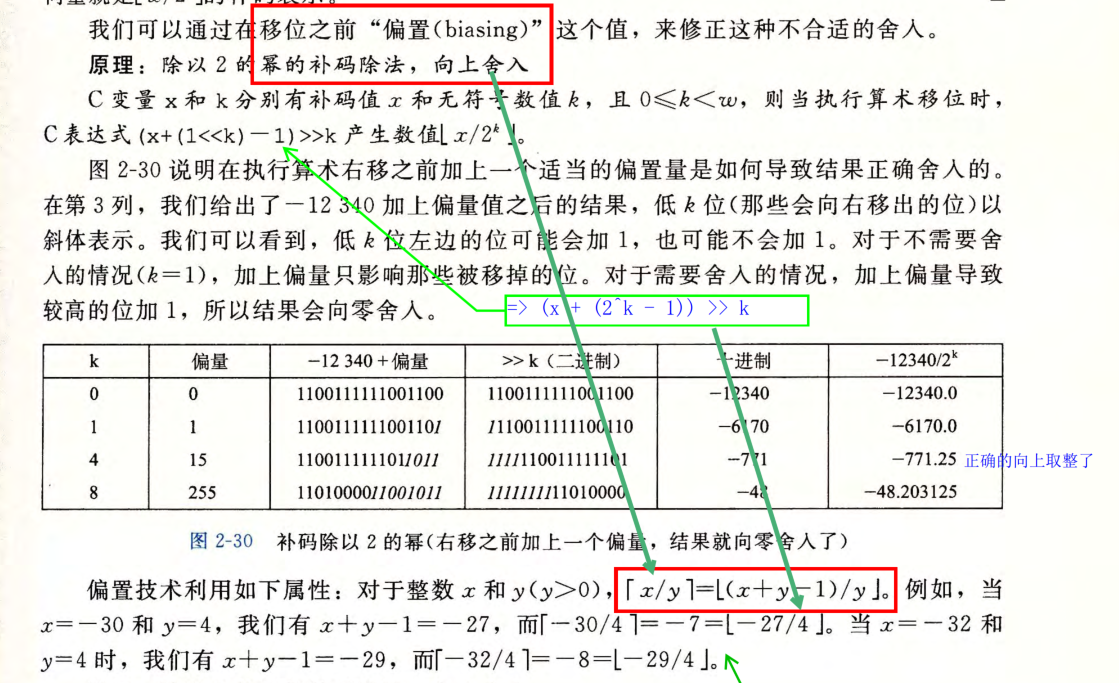 我们可以通过在移位之前“偏置(biasing)”这个值，来修正这种不合适的舍入。
原理：除以 2 的幂的补码除法，向上舍入
C 变量 x 和 k 分别有补码值 x 和无符号数值 k，且 0≤k<w，则当执行算术移位时，
C 表达式 (x+(1<<k)-1)>>k 产生数值⌊x/2ᵏ⌋。
图 2-30 说明在执行算术右移之前加上一个适当的偏置量是如何导致结果正确舍入的。
在第 3 列，我们给出了-12 340 加上偏量值之后的结果，低 k 位(那些会向右移出的位)以
斜体表示。我们可以看到，低 k 位左边的位可能会加 1，也可能不会加 1。对于不需要舍
入的情况(k=1)，加上偏量只影响那些被移掉的位。对于需要舍入的情况，加上偏量导致
较高的位加 1，所以结果会向零舍入。
=> (x + (2^k - 1)) >> k
k 偏量 -12 340+偏量 >> k（二进制） 十进制 -12340/2ᵏ
0 0 1100111111001100 1100111111001100 -12340 -12340.0
1 1 1100111111001101 1110011111100110 -6170 -6170.0
4 15 1100111111011011 1111110011111101 -771 -771.25 正确的向上取整了
8 255 1101000011001011 1111111111010000 -48 -48.203125
图 2-30 补码除以 2 的幂(右移之前加上一个偏量，结果就向零舍入了)
偏置技术利用如下属性：对于整数 x 和 y(y>0)，⌈x/y⌉=⌊(x+y-1)/y⌋。例如，当
x=-30 和 y=4，我们有 x+y-1=-27，而⌈-30/4⌉=-7=⌊-27/4⌋。当 x=-32 和
y=4 时，我们有 x+y-1=-29，而⌈-32/4⌉=-8=⌊-29/4⌋。